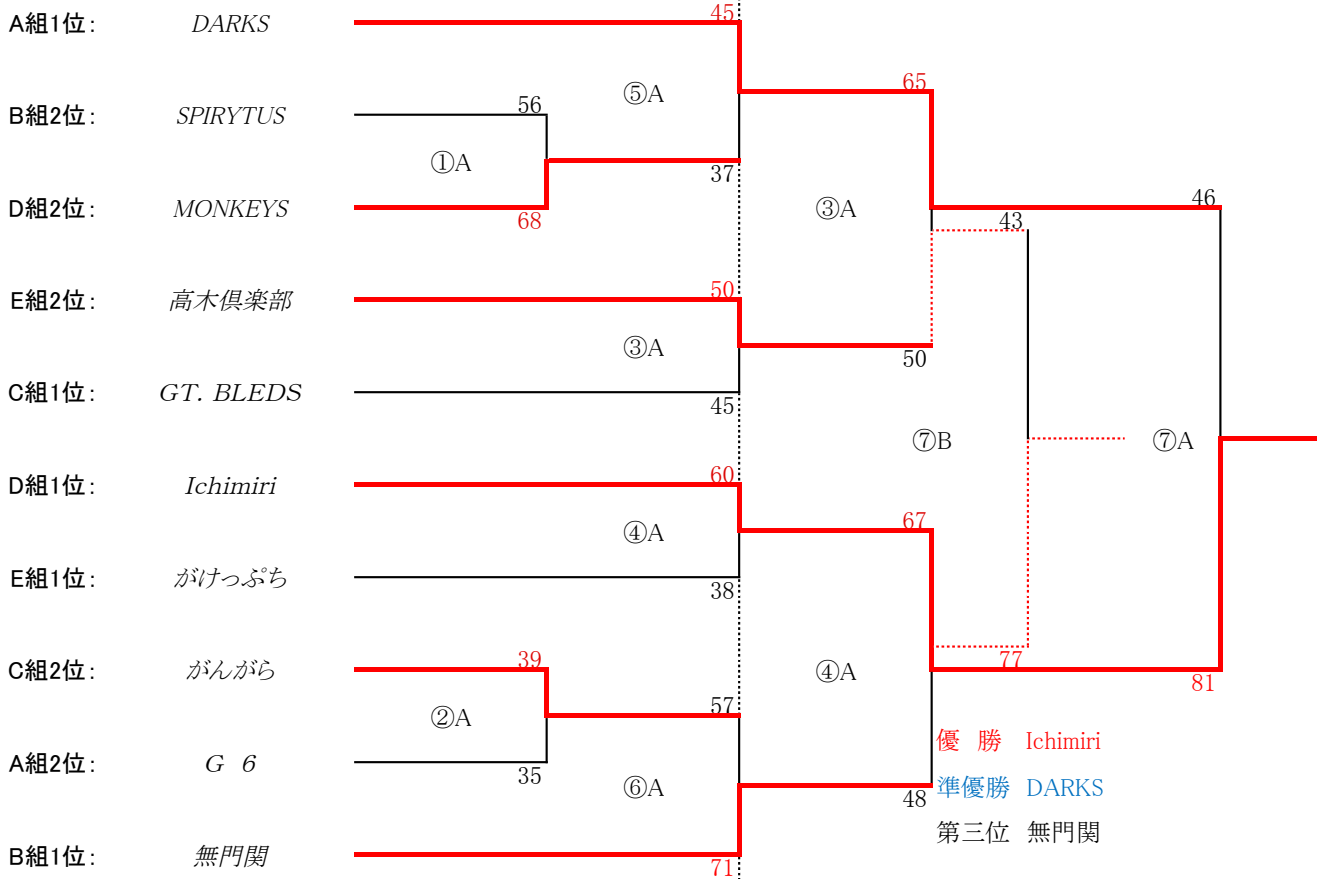 45
A組1位： DARKS
65
⑤A
B組2位： SPIRYTUS 56
①A
37
D組2位： MONKEYS 68
③A
46
43
E組2位： 高木倶楽部 50
③A
50
C組1位： GT. BLEDS 45
⑦B ⑦A
D組1位： Ichimiri 60
67
④A
E組1位： がけっぷち 38
C組2位： がんがら 39
④A
77
81
②A
57
優 勝 Ichimiri
A組2位： G 6 35
⑥A
48
準優勝 DARKS
第三位 無門関
B組1位： 無門関 71